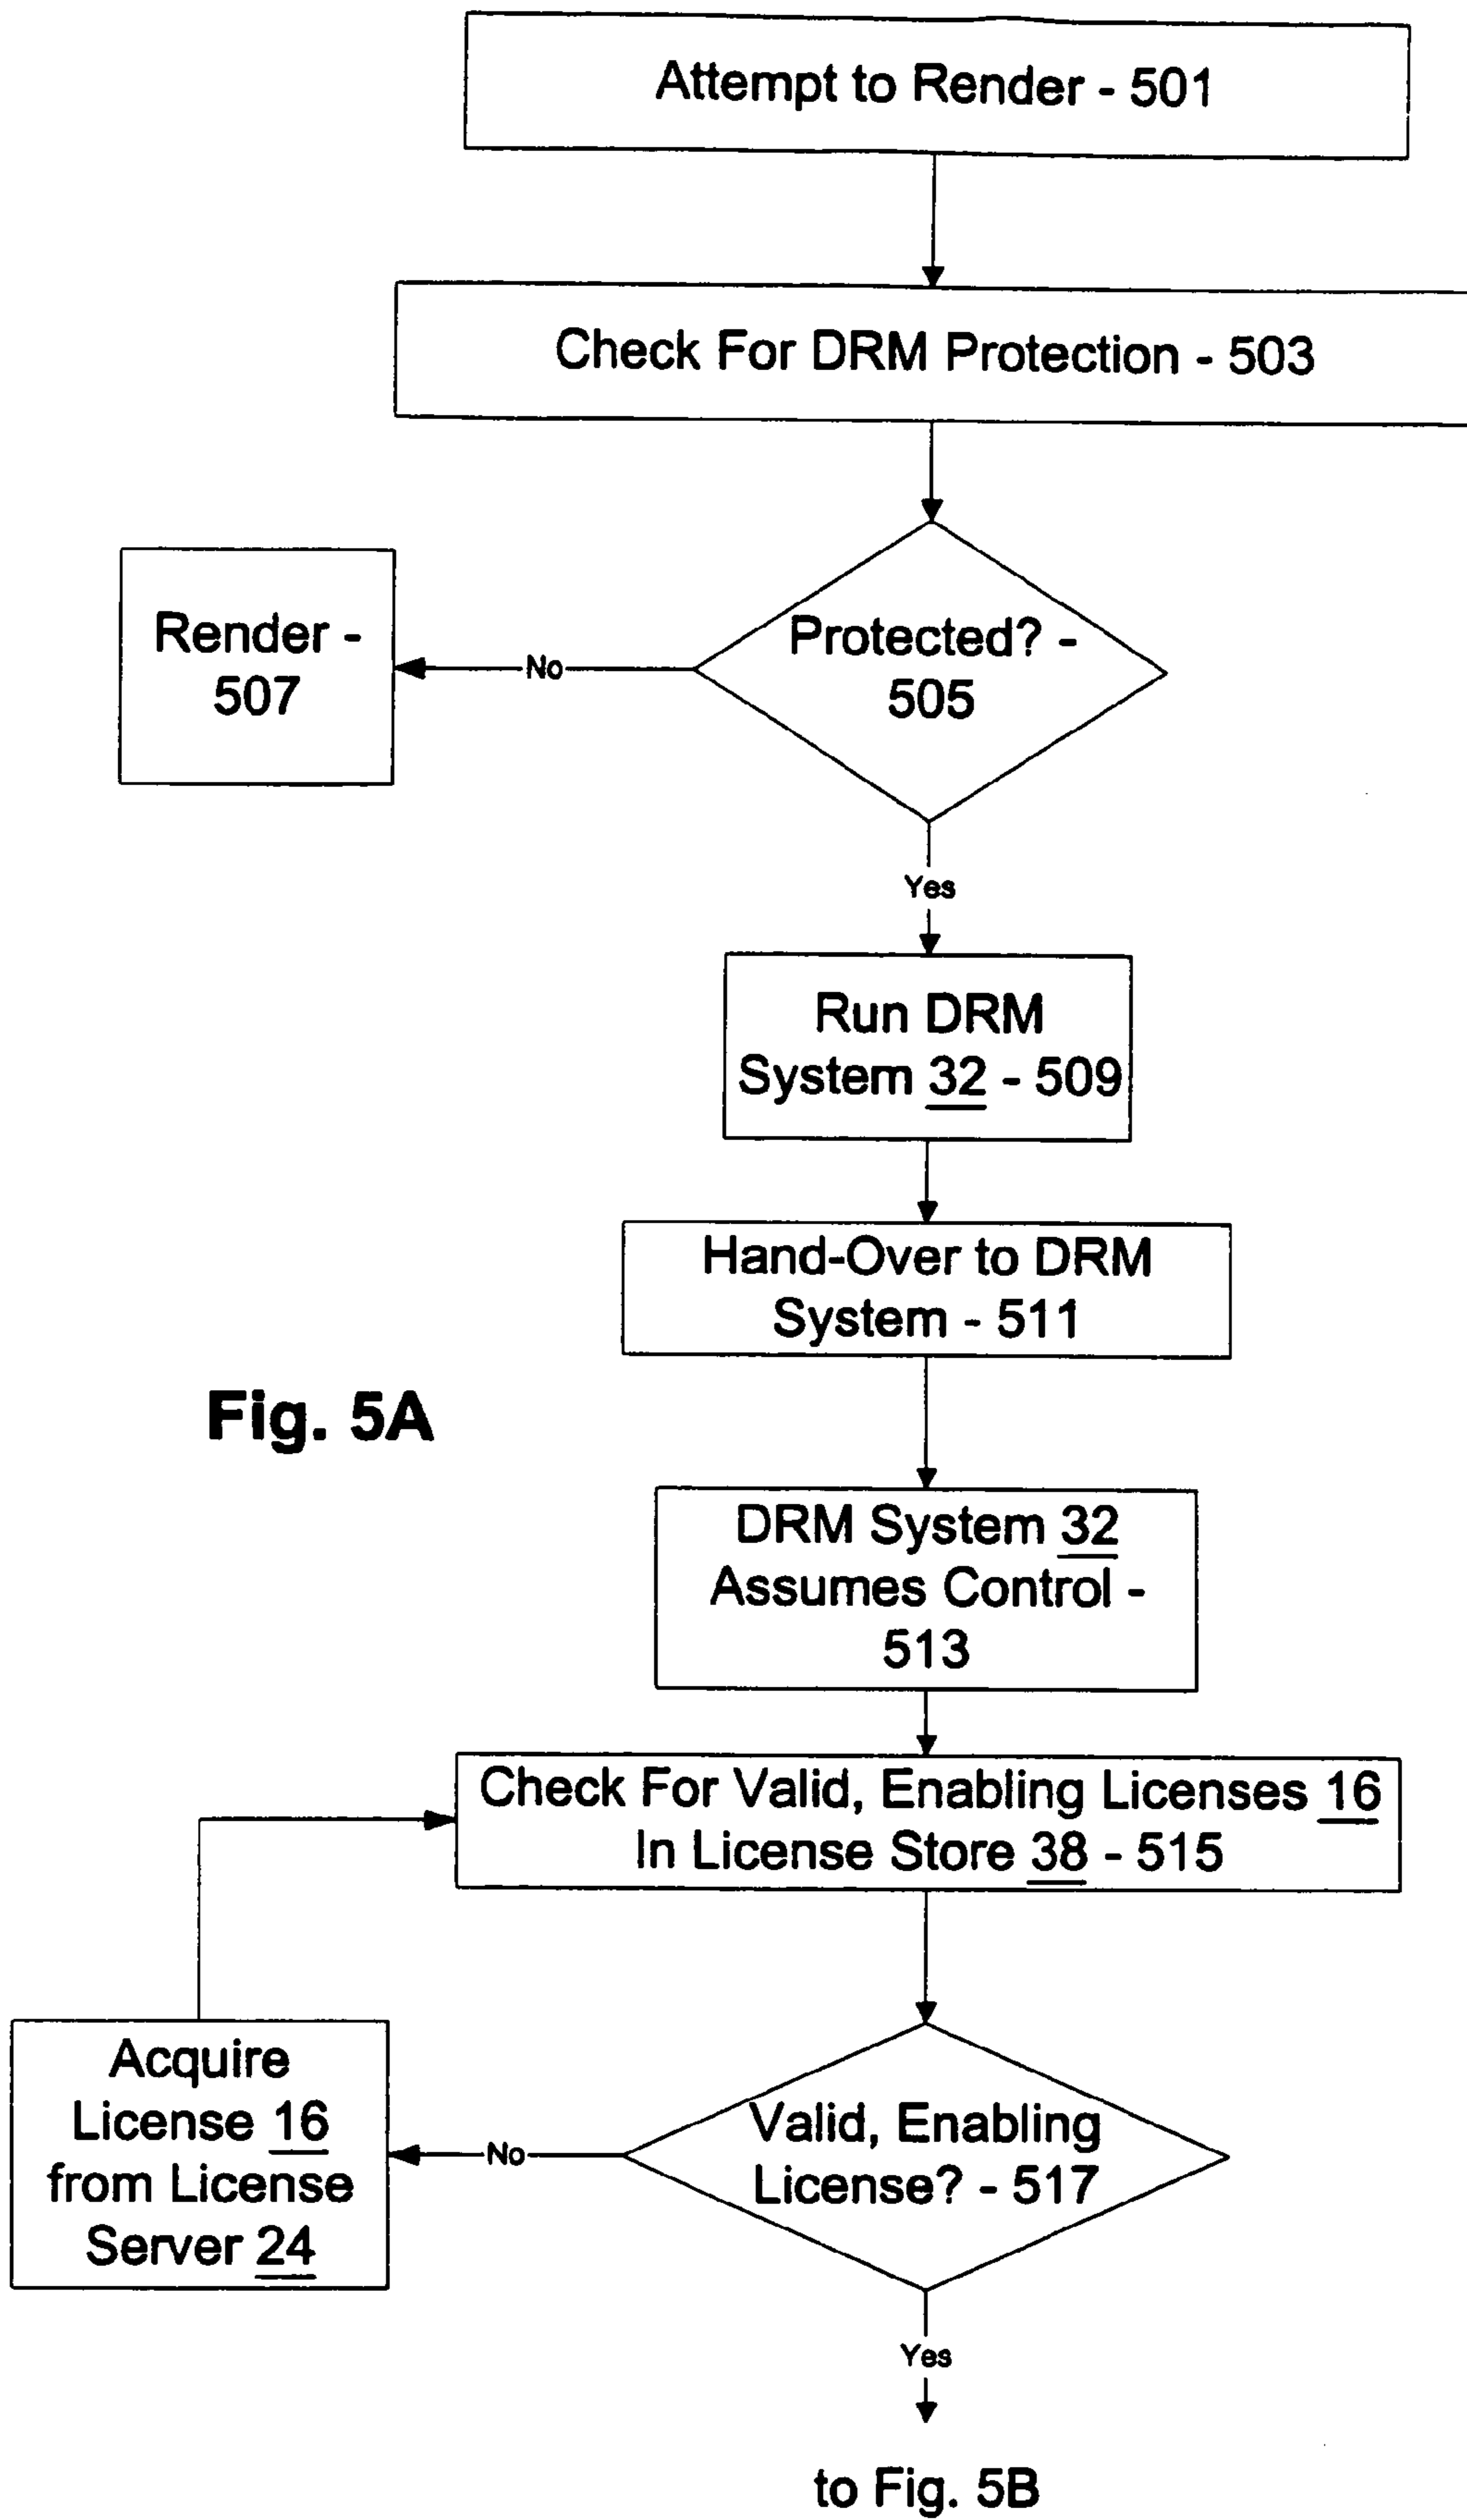 Attempt to Render - 501
Check For DRM Protection - 503
Protected? -
505
No
Render -
507
Yes
Run DRM
System 32 - 509
Hand-Over to DRM
System - 511
Fig. 5A
DRM System 32
Assumes Control -
513
Check For Valid, Enabling Licenses 16
In License Store 38 - 515
Valid, Enabling
License? - 517
No
Acquire
License 16
from License
Server 24
Yes
to Fig. 5B